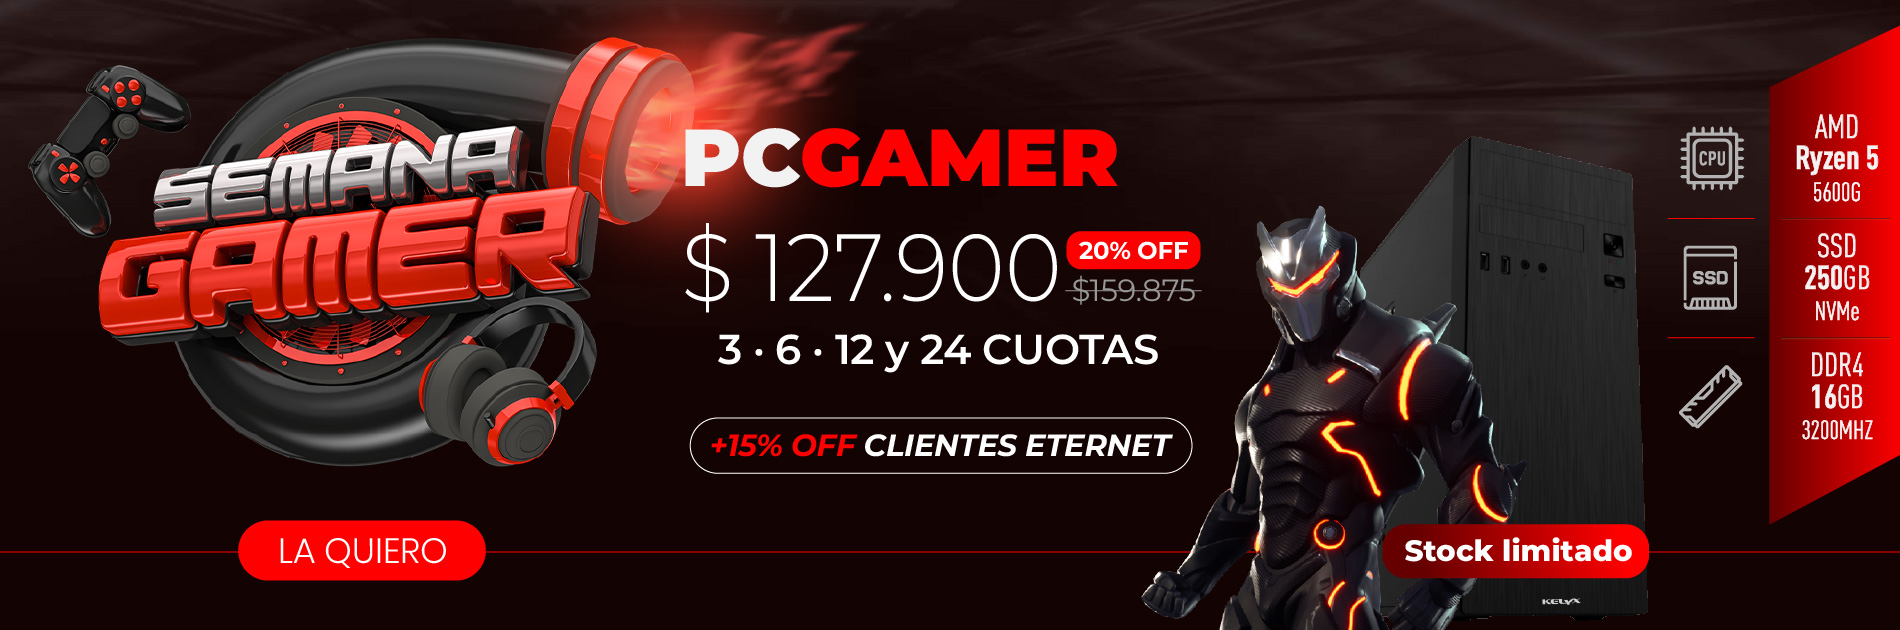 SEMANA
GAMER
PCGAMER
$ 127.900
20% OFF
$159.875
3 · 6 · 12 y 24 CUOTAS
+15% OFF CLIENTES ETERNET
LA QUIERO
Stock limitado
KELYX
CPU
AMD
Ryzen 5
5600G
SSD
SSD
250GB
NVMe
DDR4
16GB
3200MHZ